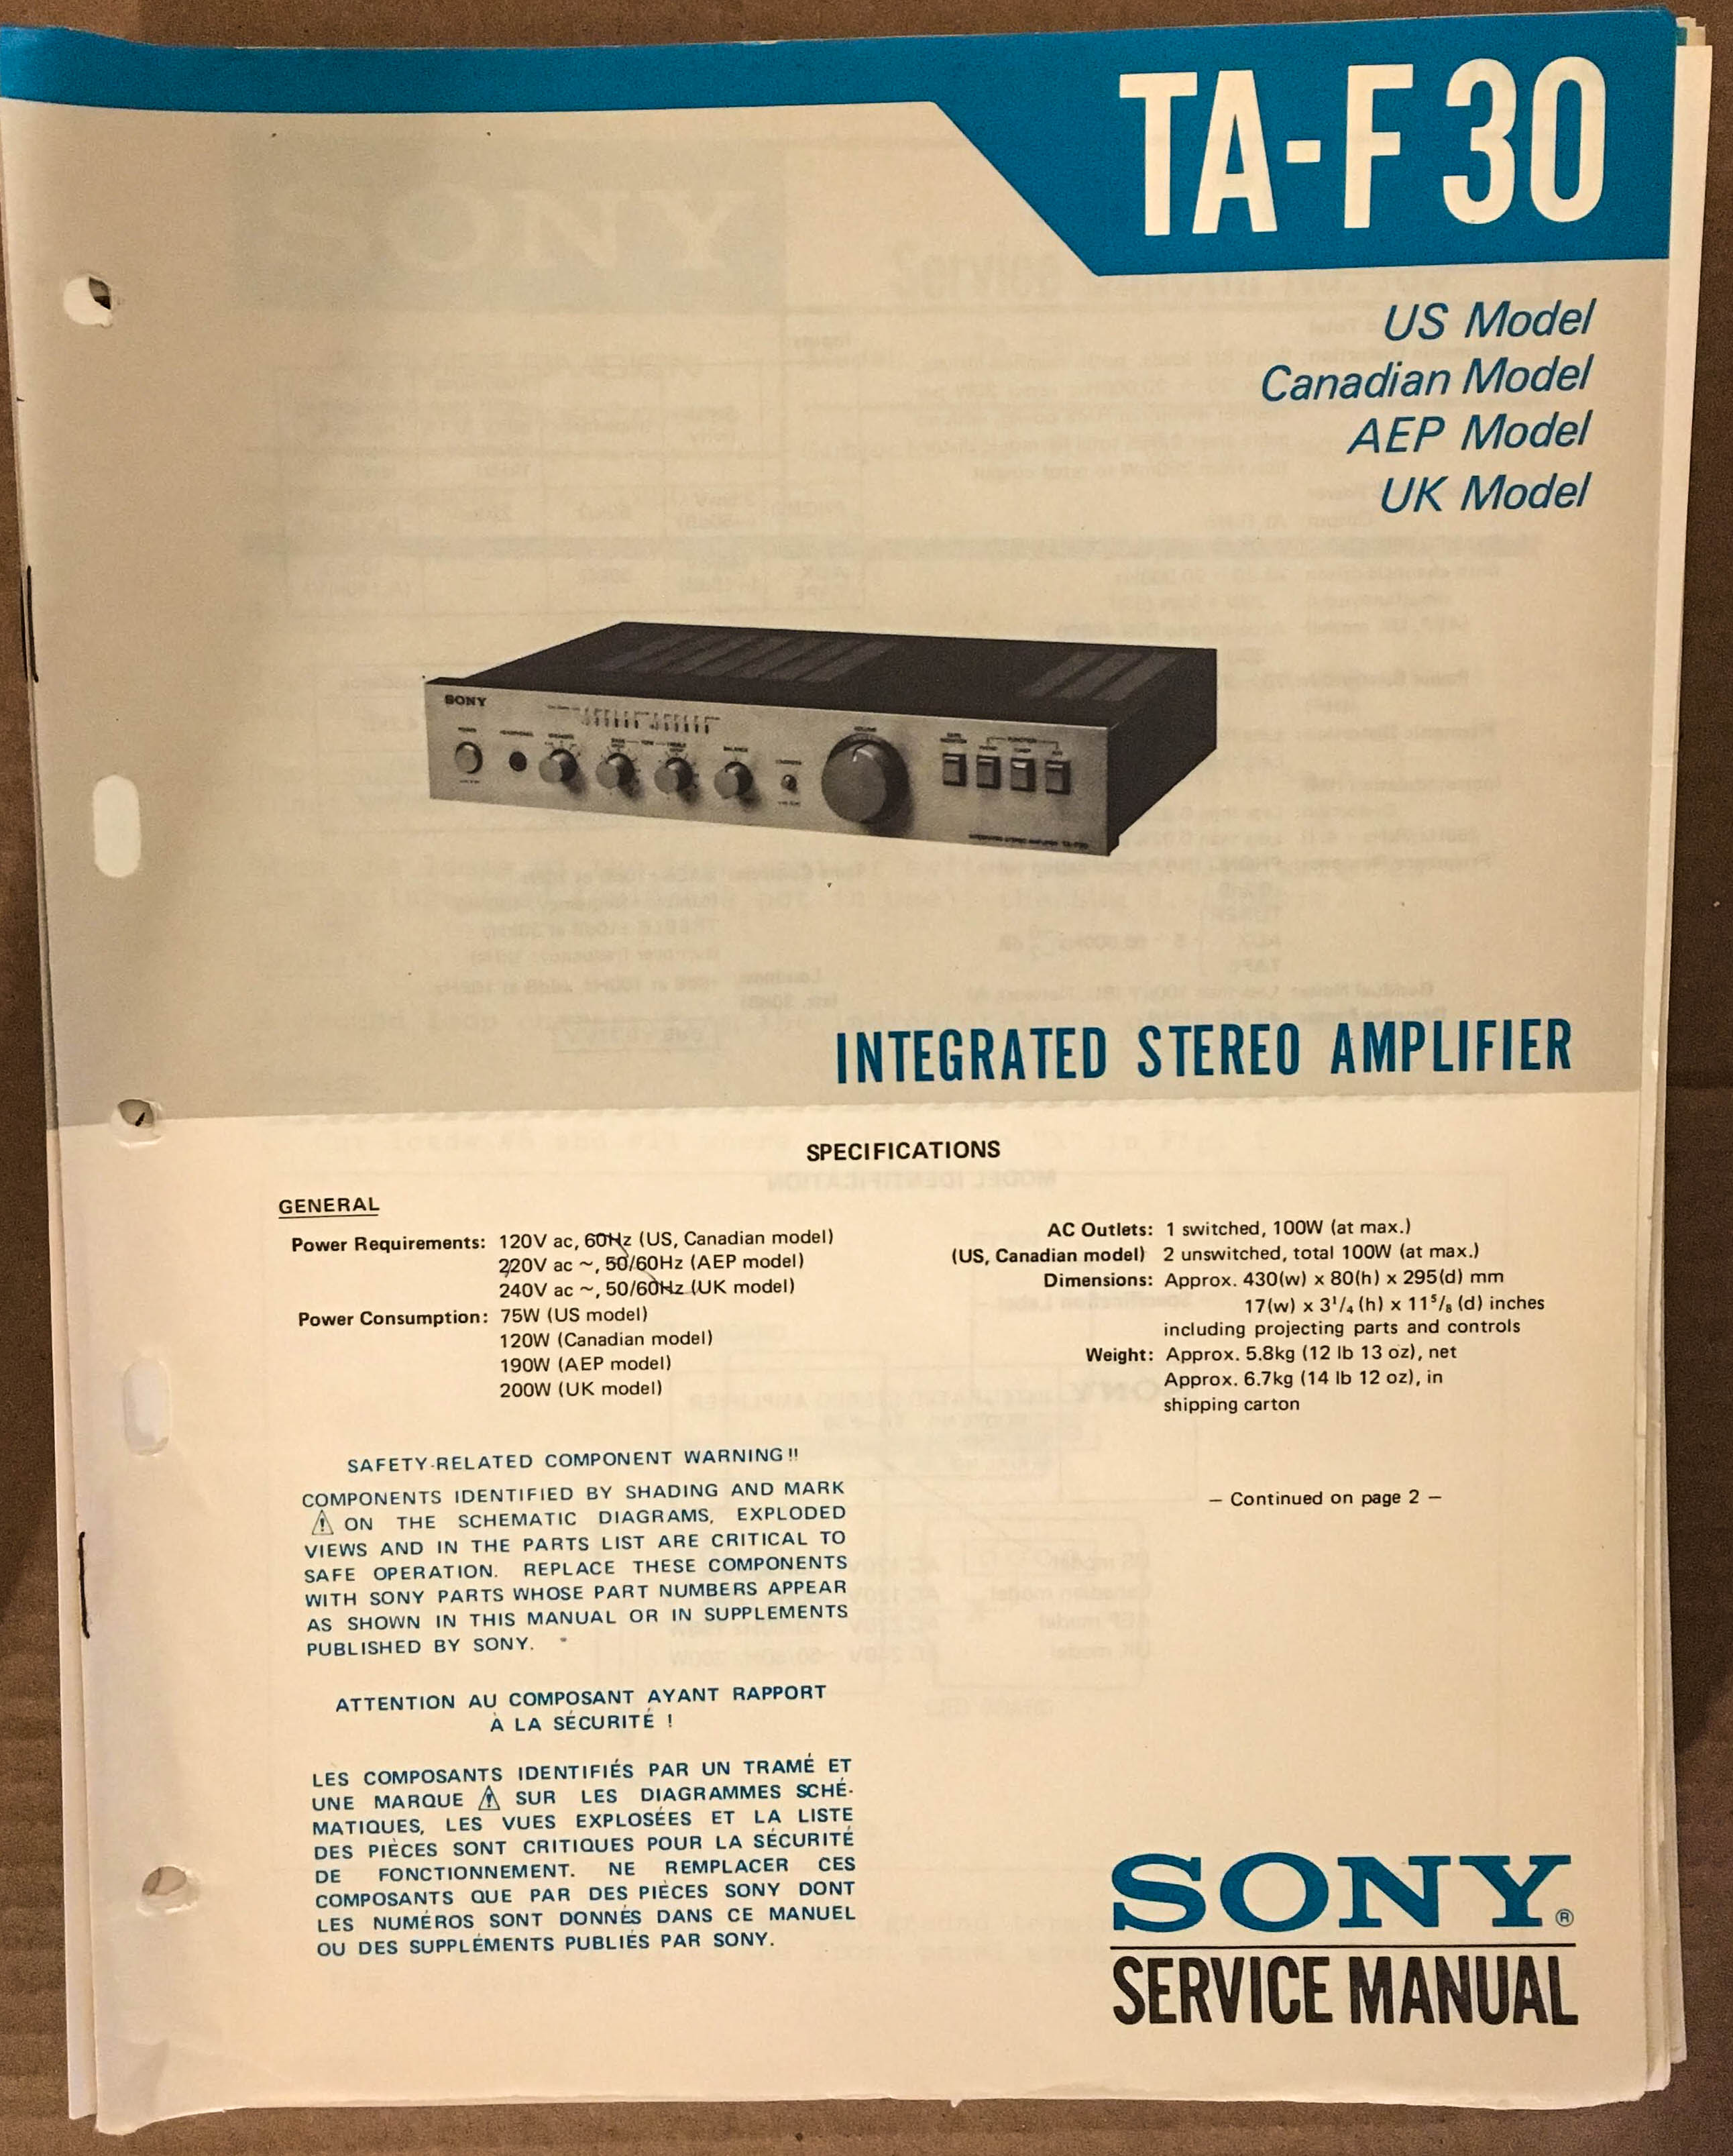 TA-F 30
US Model
Canadian Model
AEP Model
UK Model
SONY
INTEGRATED STEREO AMPLIFIER
SPECIFICATIONS
GENERAL
Power Requirements: 120V ac, 60Hz (US, Canadian model)
220V ac ~, 50/60Hz (AEP model)
240V ac ~, 50/60Hz (UK model)
Power Consumption: 75W (US model)
120W (Canadian model)
190W (AEP model)
200W (UK model)
AC Outlets: 1 switched, 100W (at max.)
(US, Canadian model) 2 unswitched, total 100W (at max.)
Dimensions: Approx. 430(w) x 80(h) x 295(d) mm
17(w) x 3¹/₄ (h) x 11⁵/₈ (d) inches
including projecting parts and controls
Weight: Approx. 5.8kg (12 lb 13 oz), net
Approx. 6.7kg (14 lb 12 oz), in
shipping carton
— Continued on page 2 —
SAFETY-RELATED COMPONENT WARNING!!
COMPONENTS IDENTIFIED BY SHADING AND MARK
⚠ ON THE SCHEMATIC DIAGRAMS, EXPLODED
VIEWS AND IN THE PARTS LIST ARE CRITICAL TO
SAFE OPERATION. REPLACE THESE COMPONENTS
WITH SONY PARTS WHOSE PART NUMBERS APPEAR
AS SHOWN IN THIS MANUAL OR IN SUPPLEMENTS
PUBLISHED BY SONY.
ATTENTION AU COMPOSANT AYANT RAPPORT
À LA SÉCURITÉ !
LES COMPOSANTS IDENTIFIÉS PAR UN TRAMÉ ET
UNE MARQUE ⚠ SUR LES DIAGRAMMES SCHÉ-
MATIQUES, LES VUES EXPLOSÉES ET LA LISTE
DES PIÈCES SONT CRITIQUES POUR LA SÉCURITÉ
DE FONCTIONNEMENT. NE REMPLACER CES
COMPOSANTS QUE PAR DES PIÈCES SONY DONT
LES NUMÉROS SONT DONNÉS DANS CE MANUEL
OU DES SUPPLÉMENTS PUBLIÉS PAR SONY.
SONY®
SERVICE MANUAL